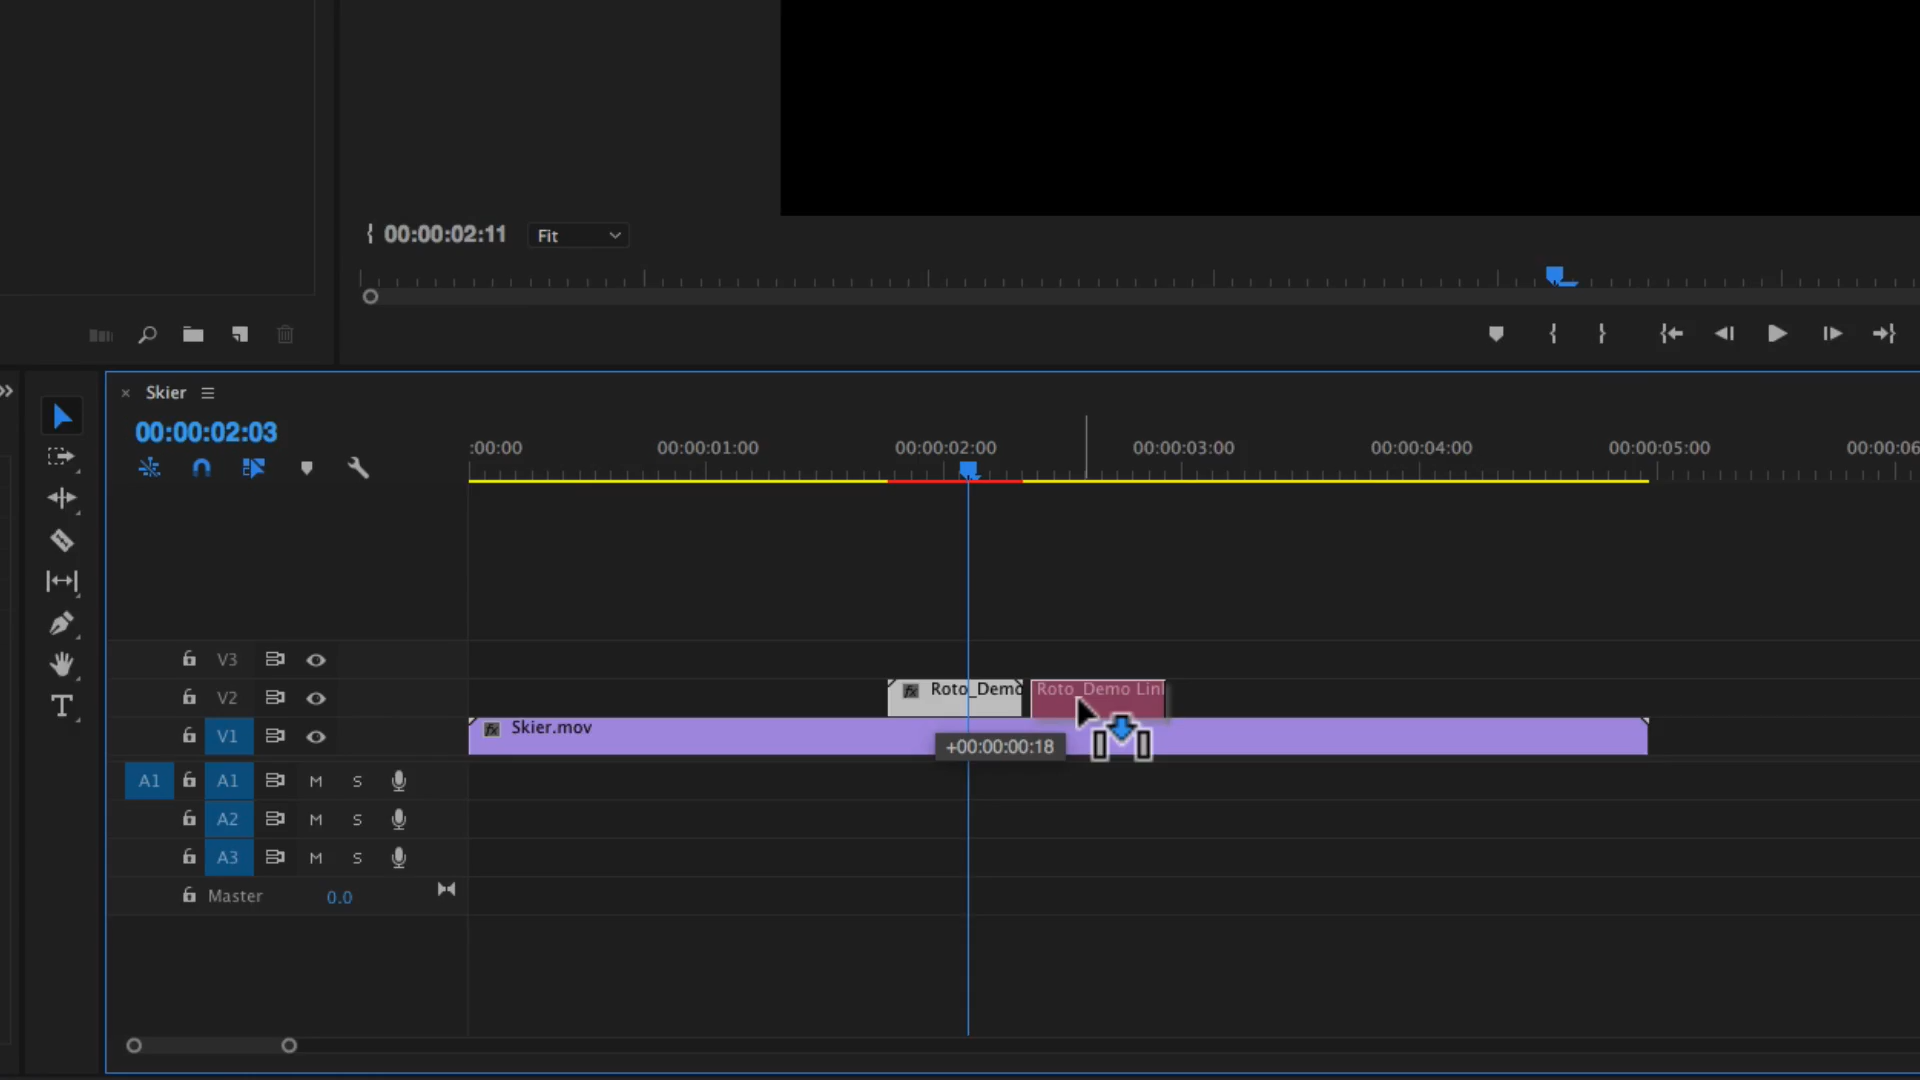 00:00:02:11 Fit
Skier
00:00:02:03
:00:00 00:00:01:00 00:00:02:00 00:00:03:00 00:00:04:00 00:00:05:00 00:00:06
V3
V2 Roto_Demo Roto_Demo Lin
V1 Skier.mov
+00:00:00:18
A1 A1 M S
A2 M S
A3 M S
Master 0.0